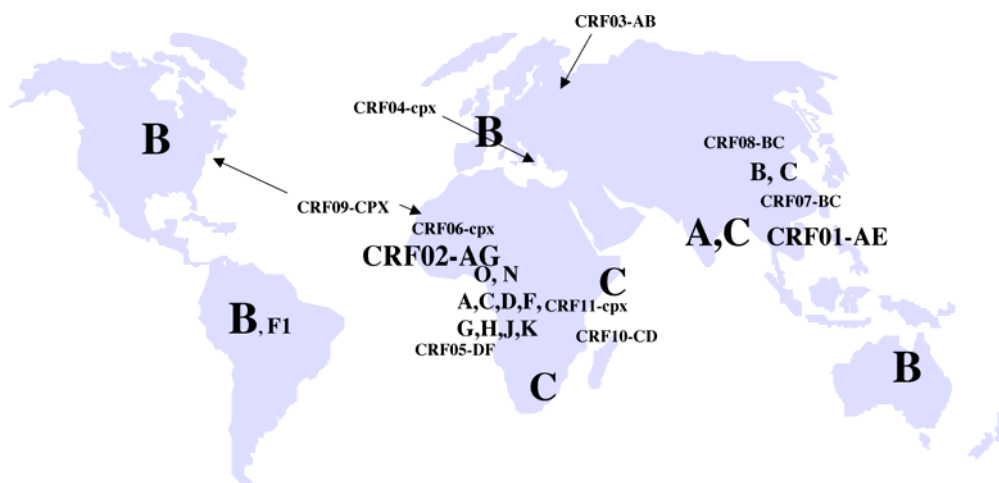 CRF03-AB
CRF04-cpx
B
B
CRF08-BC
B, C
CRF07-BC
CRF09-CPX
CRF06-cpx
A,C
CRF01-AE
CRF02-AG
O, N
C
A,C,D,F,
CRF11-cpx
B, F1
G,H,J,K
CRF10-CD
CRF05-DF
B
C